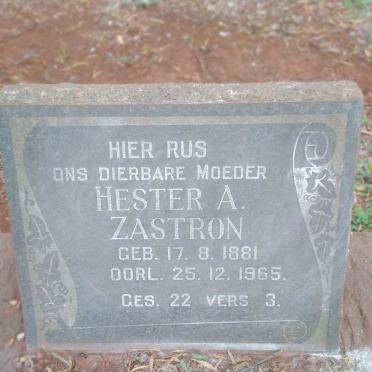 HIER RUS
ONS DIERBARE MOEDER
HESTER A.
ZASTRON
GEB. 17. 8. 1881
OORL. 25. 12. 1965.
GES. 22 VERS 3.